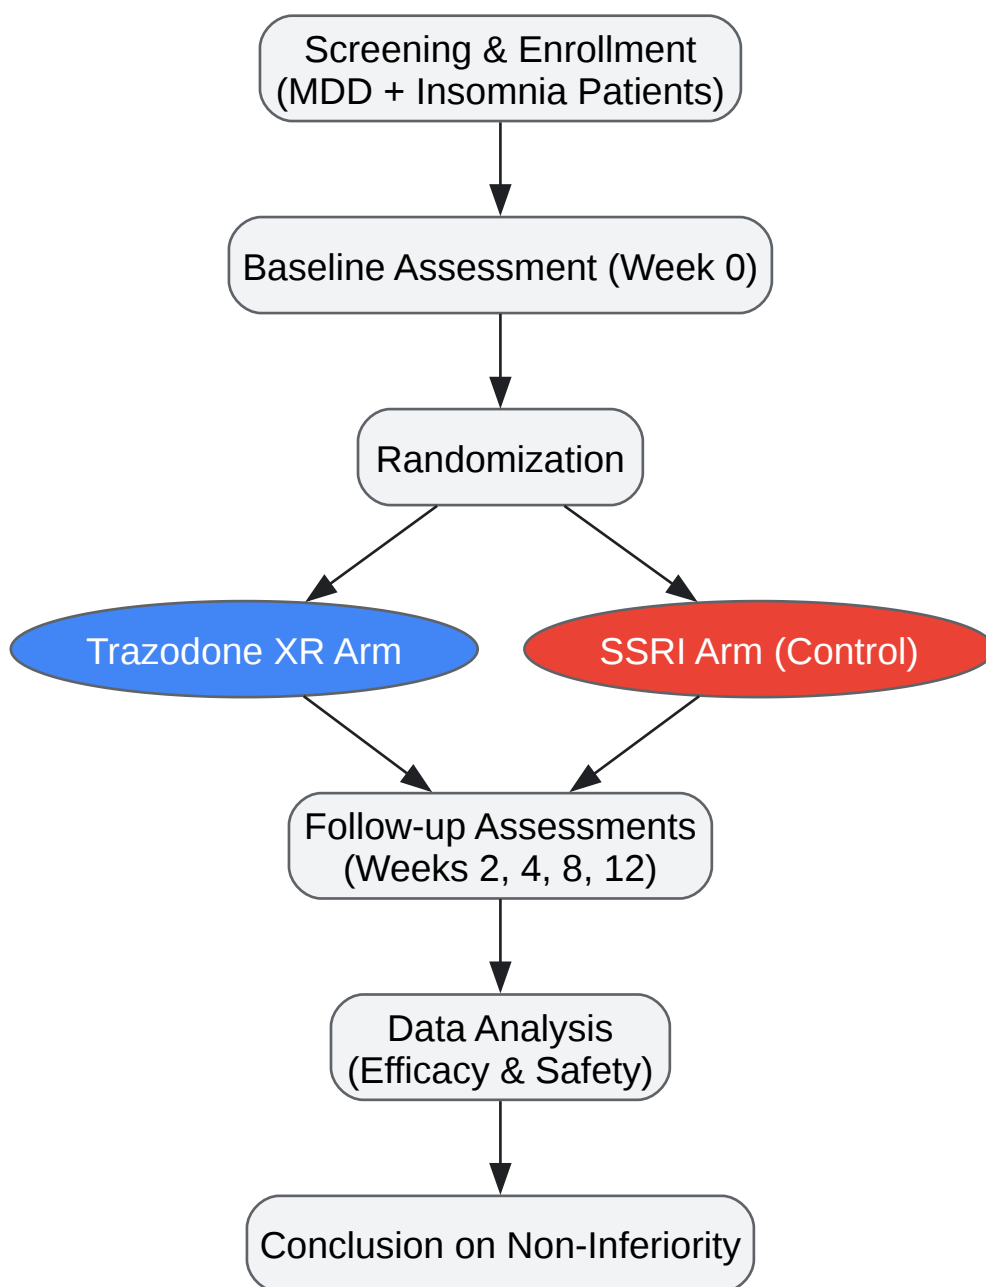 Screening & Enrollment
(MDD + Insomnia Patients)
Baseline Assessment (Week 0)
Randomization
Trazodone XR Arm
SSRI Arm (Control)
Follow-up Assessments
(Weeks 2, 4, 8, 12)
Data Analysis
(Efficacy & Safety)
Conclusion on Non-Inferiority